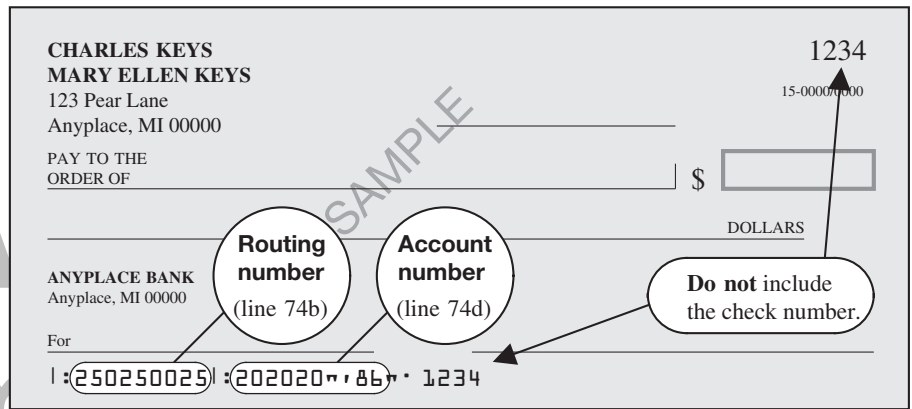 CHARLES KEYS
MARY ELLEN KEYS
123 Pear Lane
Anyplace, MI 00000
1234
15-0000/0000
SAMPLE
PAY TO THE
ORDER OF
$
DOLLARS
Routing
number
(line 74b)
Account
number
(line 74d)
ANYPLACE BANK
Anyplace, MI 00000
Do not include
the check number.
For
|:250250025|:202020"'86"' 1234